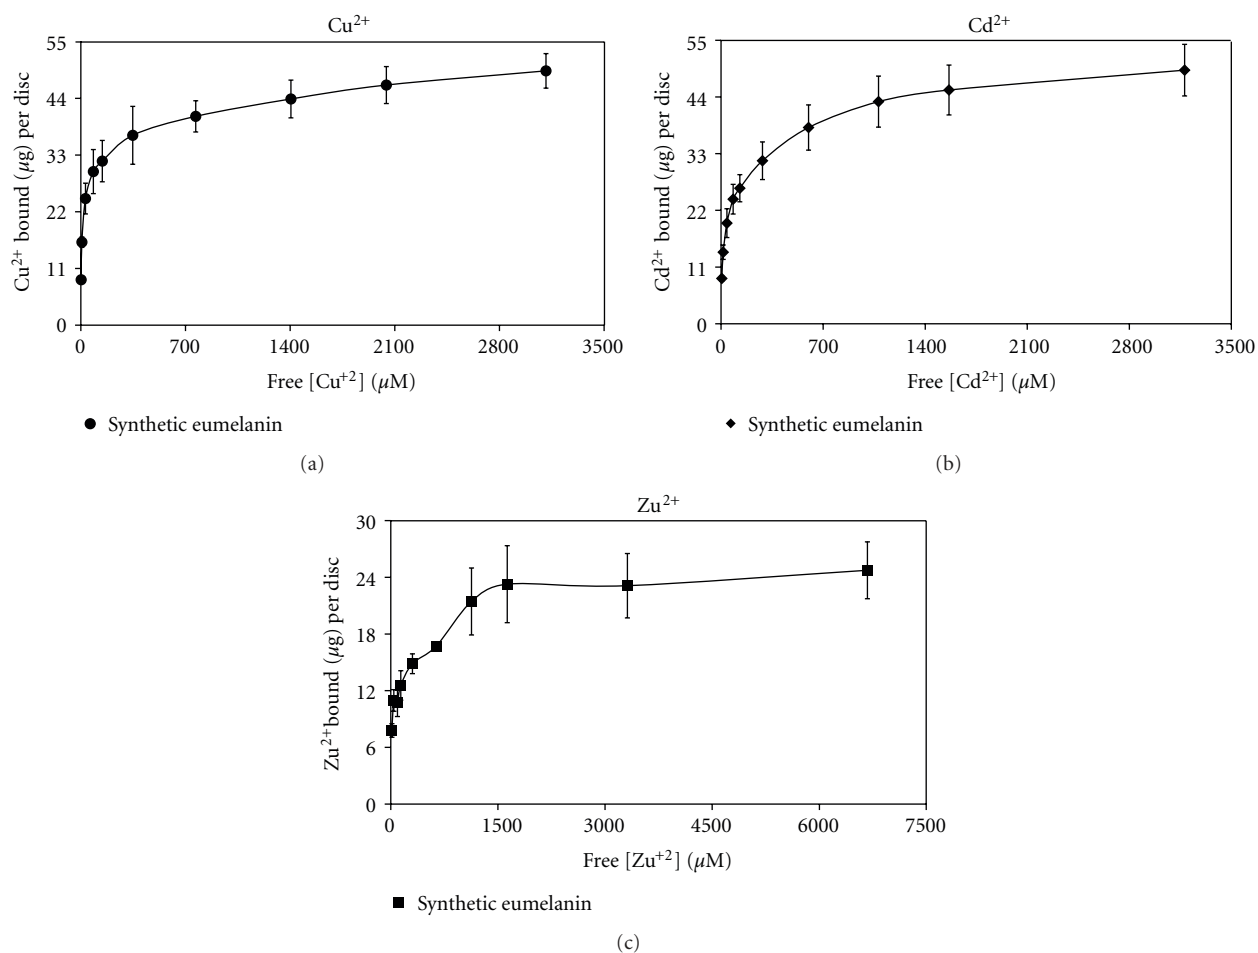 Cu²⁺
55
44
33
22
11
0
Cu²⁺ bound (µg) per disc
0 700 1400 2100 2800 3500
Free [Cu⁺²] (µM)
Synthetic eumelanin
(a)
Cd²⁺
55
44
33
22
11
0
Cd²⁺ bound (µg) per disc
0 700 1400 2100 2800 3500
Free [Cd²⁺] (µM)
Synthetic eumelanin
(b)
Zu²⁺
30
24
18
12
6
0
Zu²⁺bound (µg) per disc
0 1500 3000 4500 6000 7500
Free [Zu⁺²] (µM)
Synthetic eumelanin
(c)